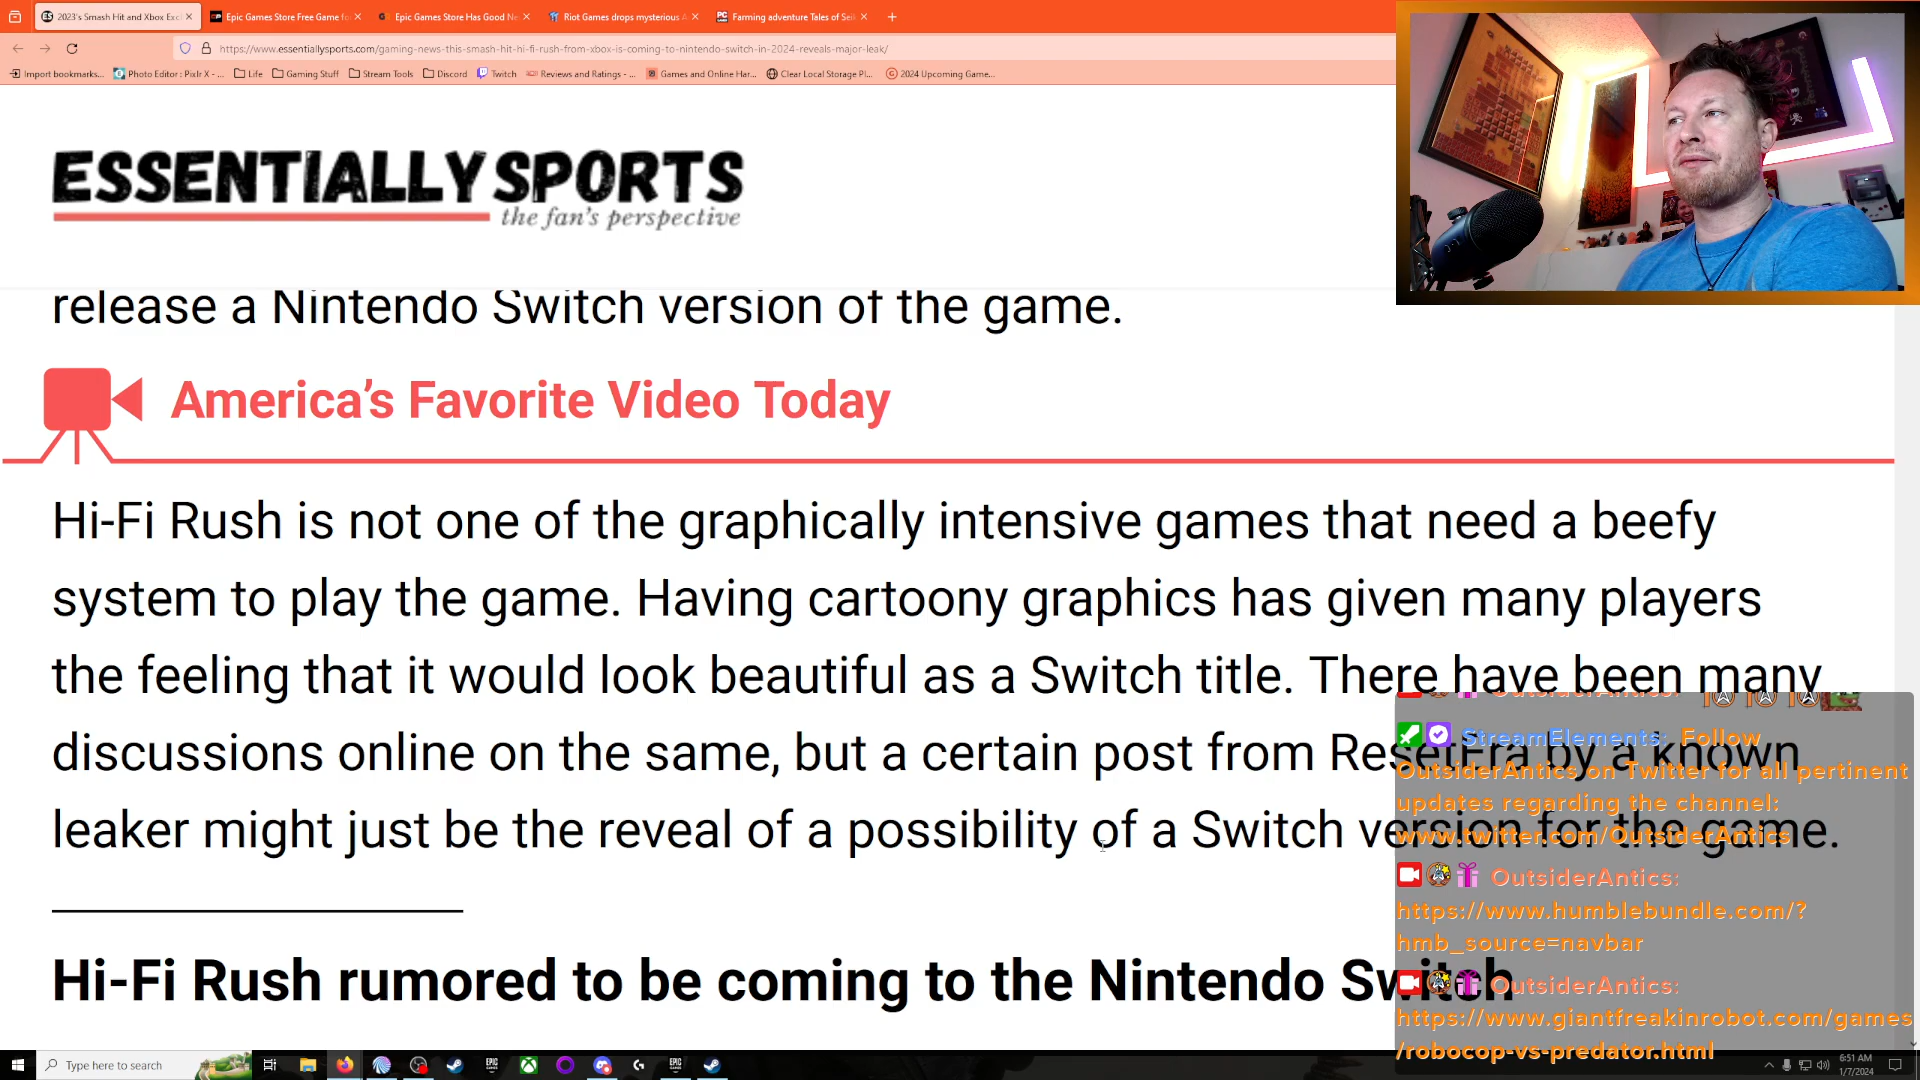 2023's Smash Hit and Xbox Exc
Epic Games Store Free Game fo
Epic Games Store Has Good Ne
Riot Games drops mysterious
Farming adventure Tales of Sei
https://www.essentiallysports.com/gaming-news-this-smash-hit-hi-fi-rush-from-xbox-is-coming-to-nintendo-switch-in-2024-reveals-major-leak/
Import bookmarks...
Photo Editor : Pixlr X - ...
Life
Gaming Stuff
Stream Tools
Discord
Twitch
Reviews and Ratings - ...
Games and Online Har...
Clear Local Storage Pl...
2024 Upcoming Game...
ESSENTIALLYSPORTS
the fan's perspective
release a Nintendo Switch version of the game.
America's Favorite Video Today
Hi-Fi Rush is not one of the graphically intensive games that need a beefy
system to play the game. Having cartoony graphics has given many players
the feeling that it would look beautiful as a Switch title. There have been many
discussions online on the same, but a certain post from ResetEra by a known
leaker might just be the reveal of a possibility of a Switch version for the game.
Hi-Fi Rush rumored to be coming to the Nintendo Switch
OutsiderAntics:
StreamElements: Follow
OutsiderAntics on Twitter for all pertinent
updates regarding the channel:
www.twitter.com/OutsiderAntics
OutsiderAntics:
https://www.humblebundle.com/?
hmb_source=navbar
OutsiderAntics:
https://www.giantfreakinrobot.com/games
/robocop-vs-predator.html
Type here to search
6:51 AM
1/7/2024